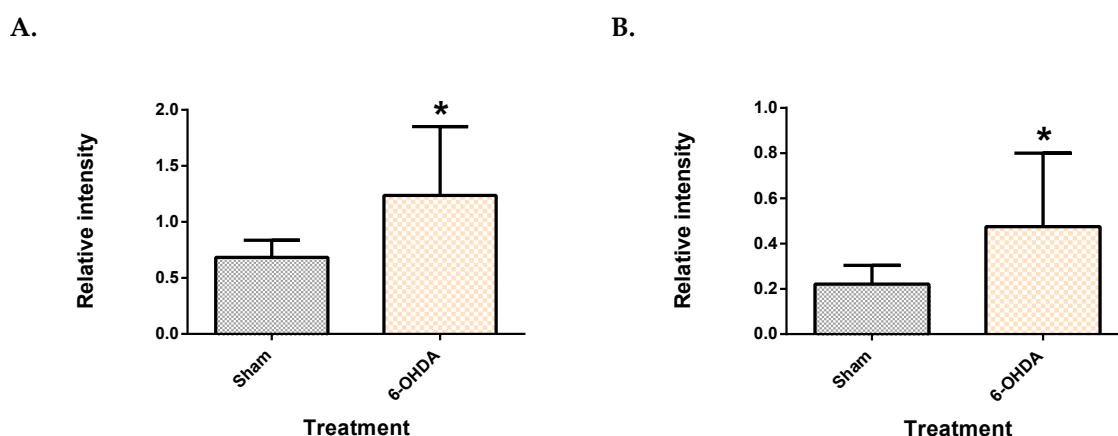 A.
B.
Relative intensity
2.0
1.5
1.0
0.5
0.0
*
Sham
6-OHDA
Treatment
Relative intensity
1.0
0.8
0.6
0.4
0.2
0.0
*
Sham
6-OHDA
Treatment